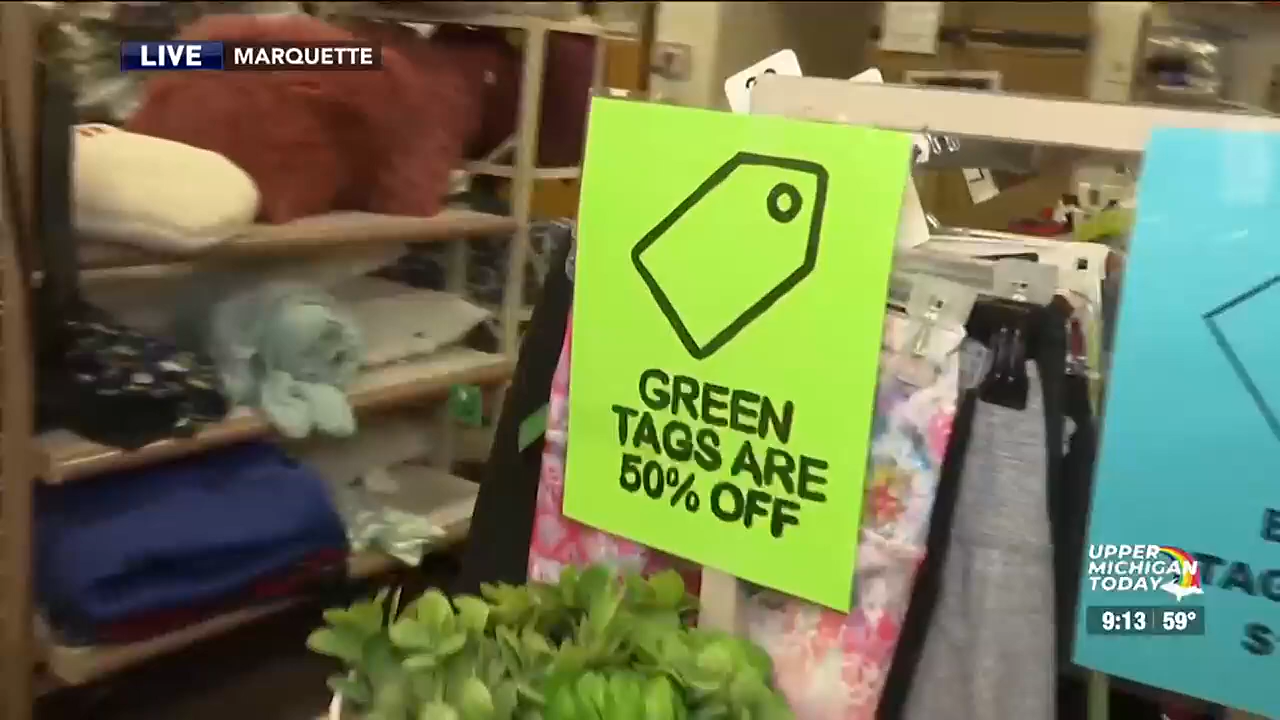 LIVE MARQUETTE
GREEN
TAGS ARE
50% OFF
UPPER
MICHIGAN
TODAY
9:13 59°